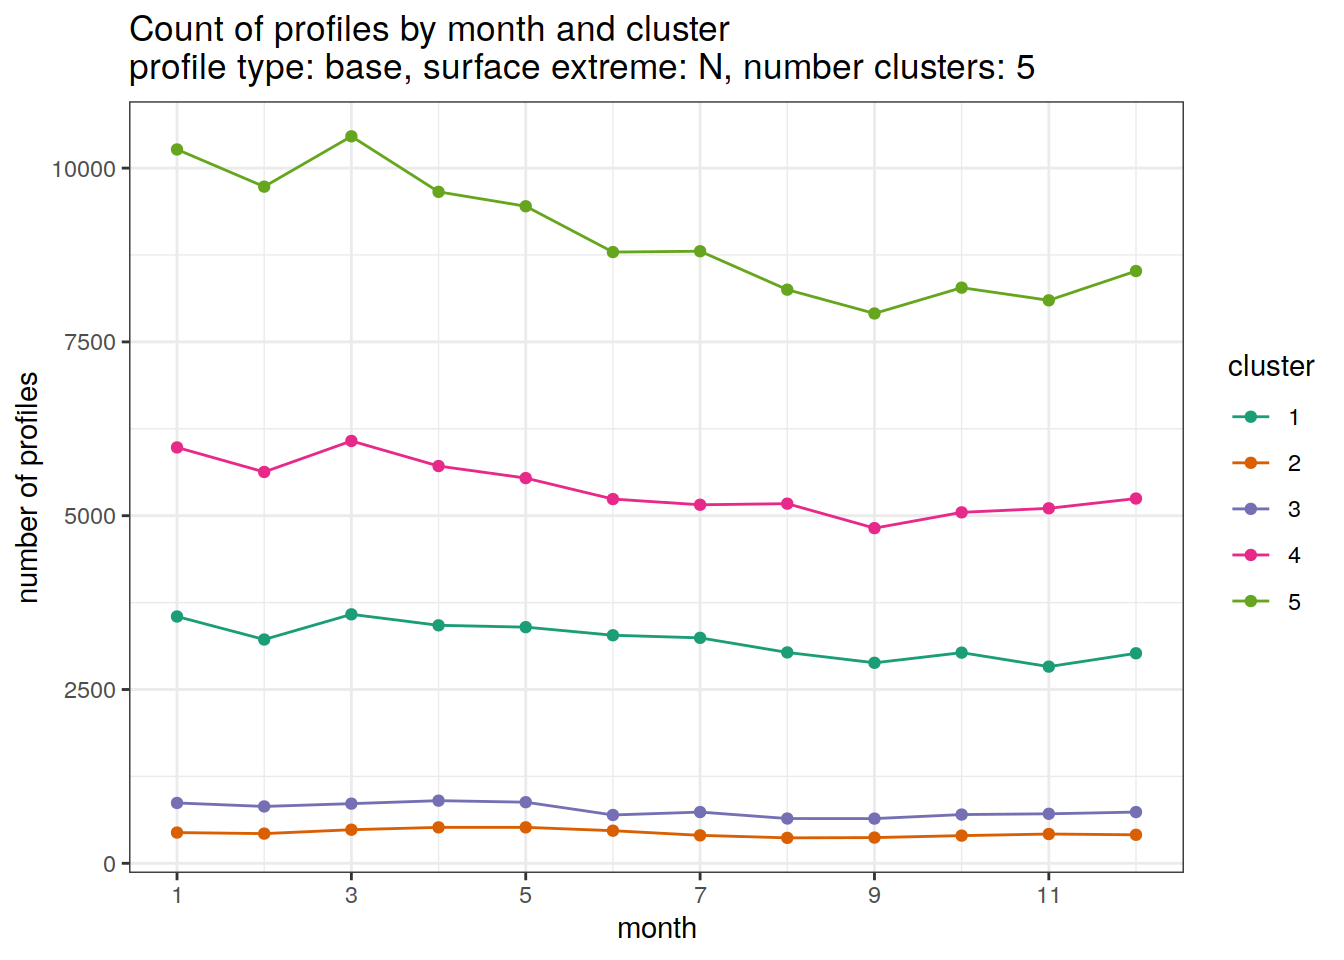 Count of profiles by month and cluster
profile type: base, surface extreme: N, number clusters: 5
number of profiles
10000
7500
5000
2500
0
1 3 5 7 9 11
month
cluster
1
2
3
4
5